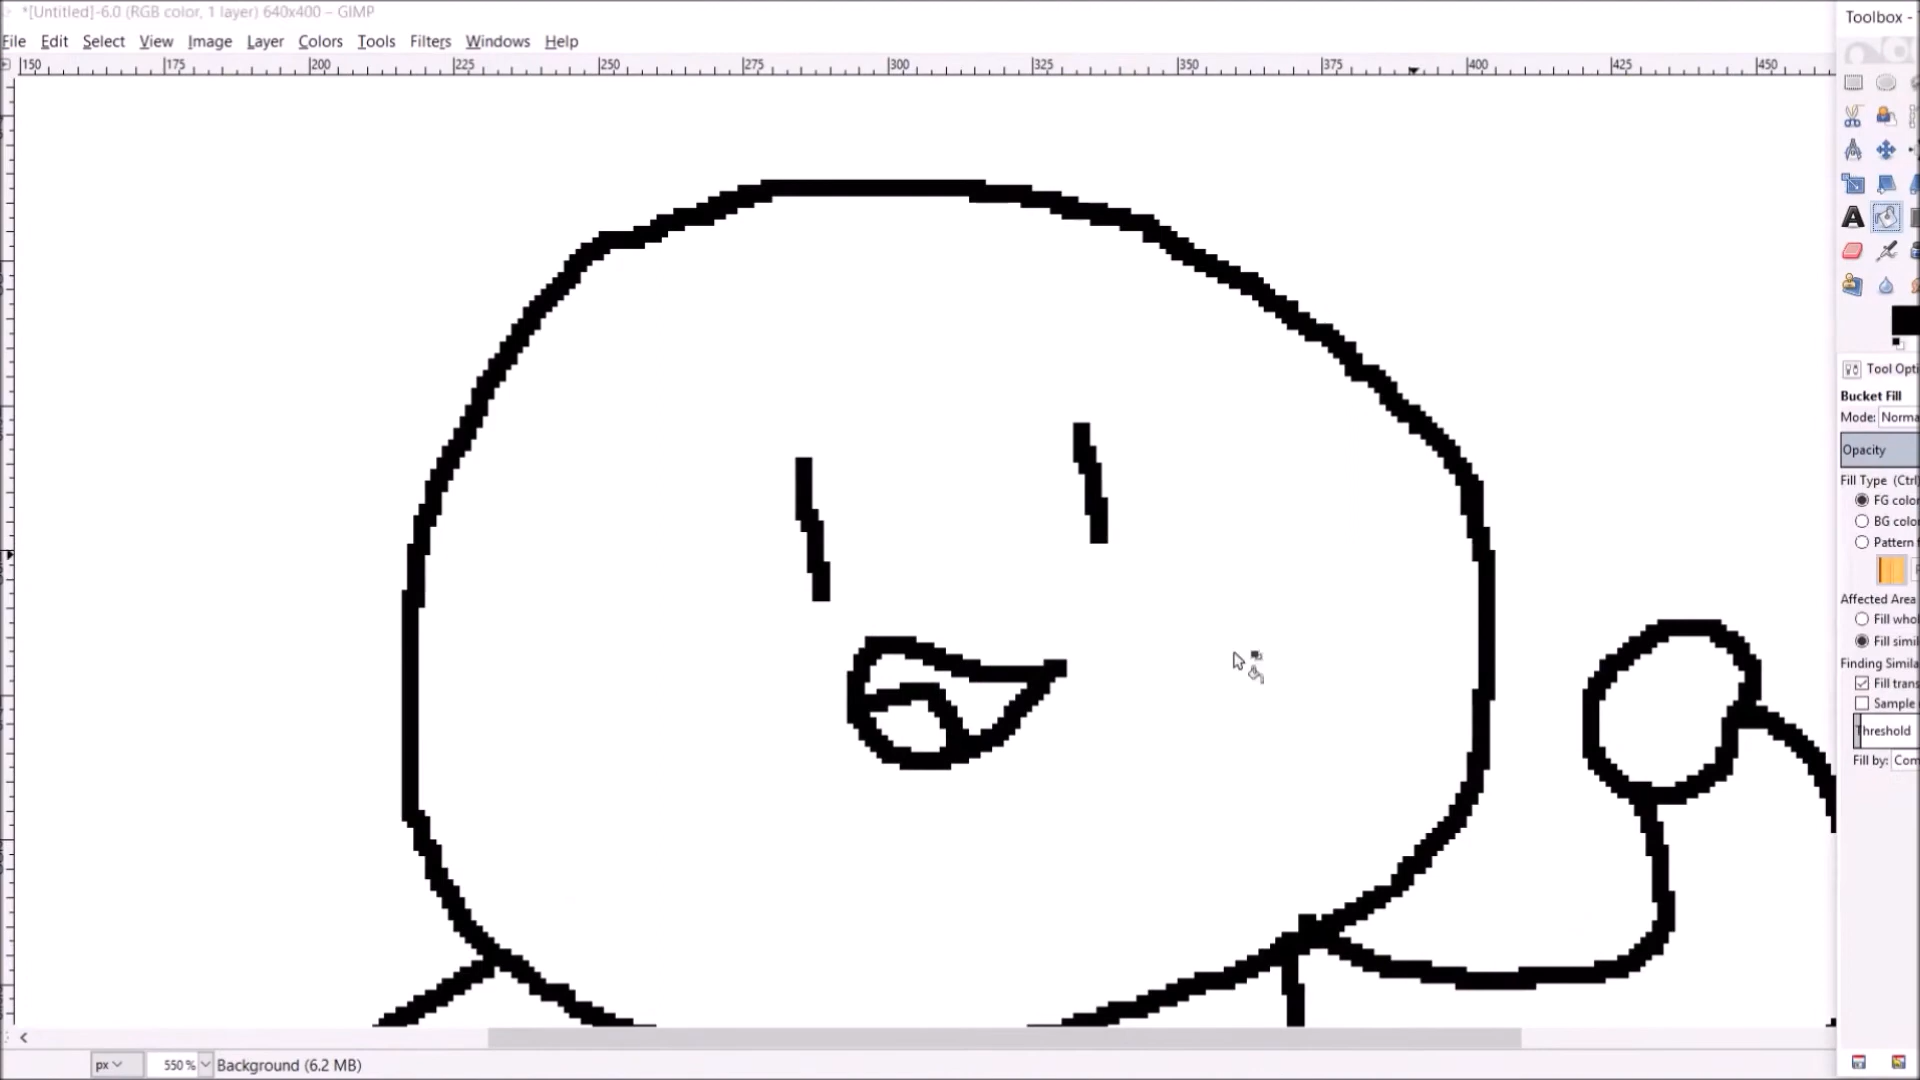 *[Untitled]-6.0 (RGB color, 1 layer) 640x400 – GIMP
File Edit Select View Image Layer Colors Tools Filters Windows Help
150 175 200 225 250 275 300 325 350 375 400 425 450
Toolbox -
Tool Opti
Bucket Fill
Mode: Norma
Opacity
Fill Type (Ctrl
FG color
BG color
Pattern f
Affected Area
Fill whol
Fill simil
Finding Simila
Fill trans
Sample
Threshold
Fill by: Com
px 550 % Background (6.2 MB)